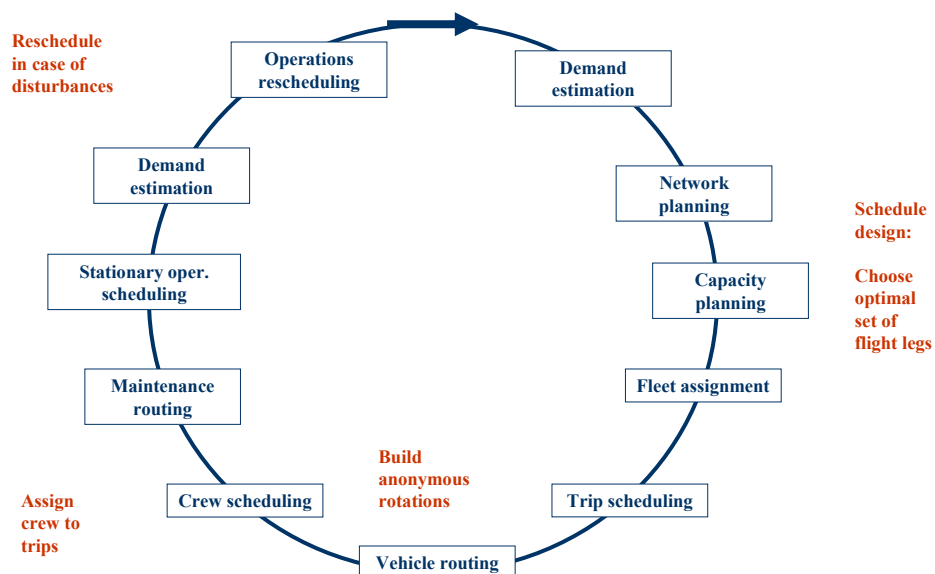 Reschedule
in case of
disturbances
Operations
rescheduling
Demand
estimation
Demand
estimation
Network
planning
Schedule
design:
Choose
optimal
set of
flight legs
Stationary oper.
scheduling
Capacity
planning
Maintenance
routing
Fleet assignment
Build
anonymous
rotations
Assign
crew to
trips
Crew scheduling
Trip scheduling
Vehicle routing